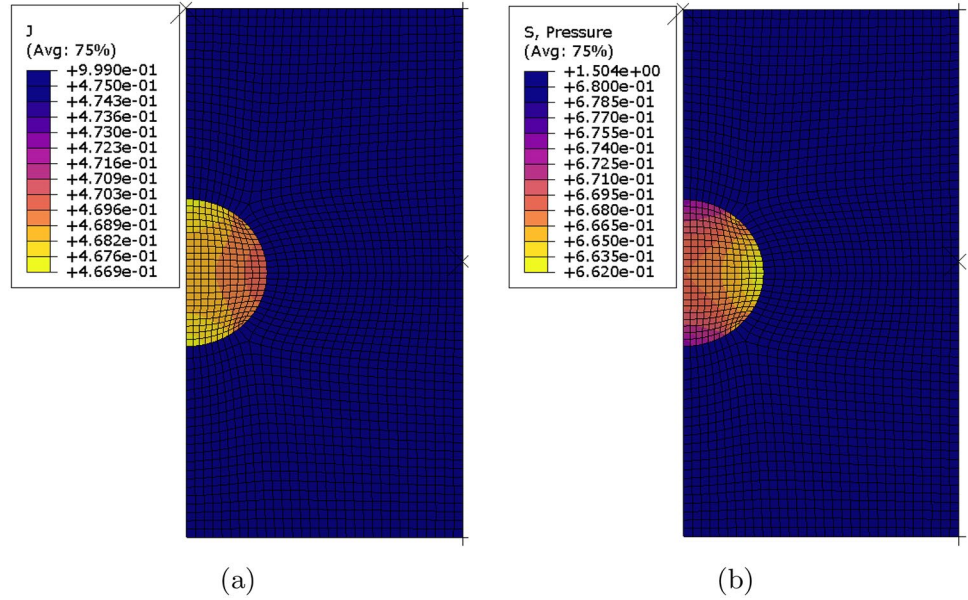 J
(Avg: 75%)
+9.990e-01
+4.750e-01
+4.743e-01
+4.736e-01
+4.730e-01
+4.723e-01
+4.716e-01
+4.709e-01
+4.703e-01
+4.696e-01
+4.689e-01
+4.682e-01
+4.676e-01
+4.669e-01
(a)
S, Pressure
(Avg: 75%)
+1.504e+00
+6.800e-01
+6.785e-01
+6.770e-01
+6.755e-01
+6.740e-01
+6.725e-01
+6.710e-01
+6.695e-01
+6.680e-01
+6.665e-01
+6.650e-01
+6.635e-01
+6.620e-01
(b)